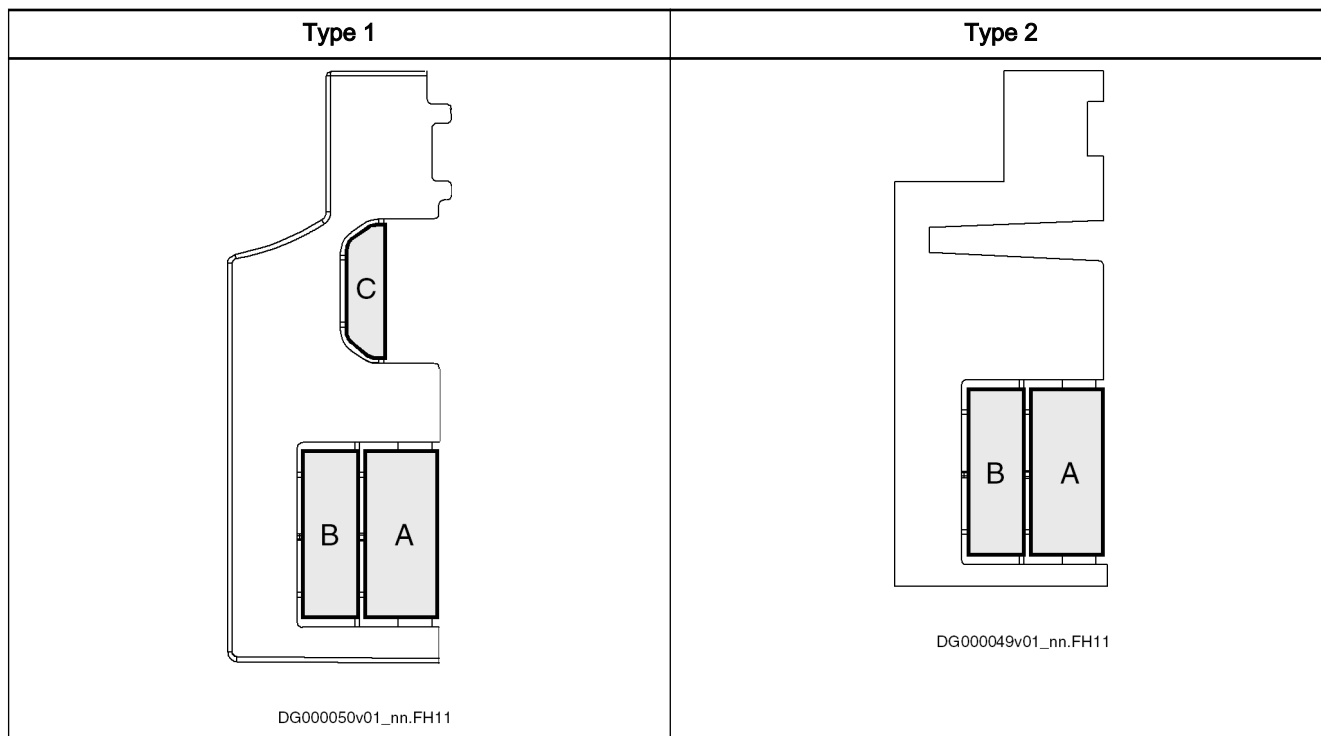 Type 1
Type 2
C
B
A
DG000050v01_nn.FH11
B
A
DG000049v01_nn.FH11